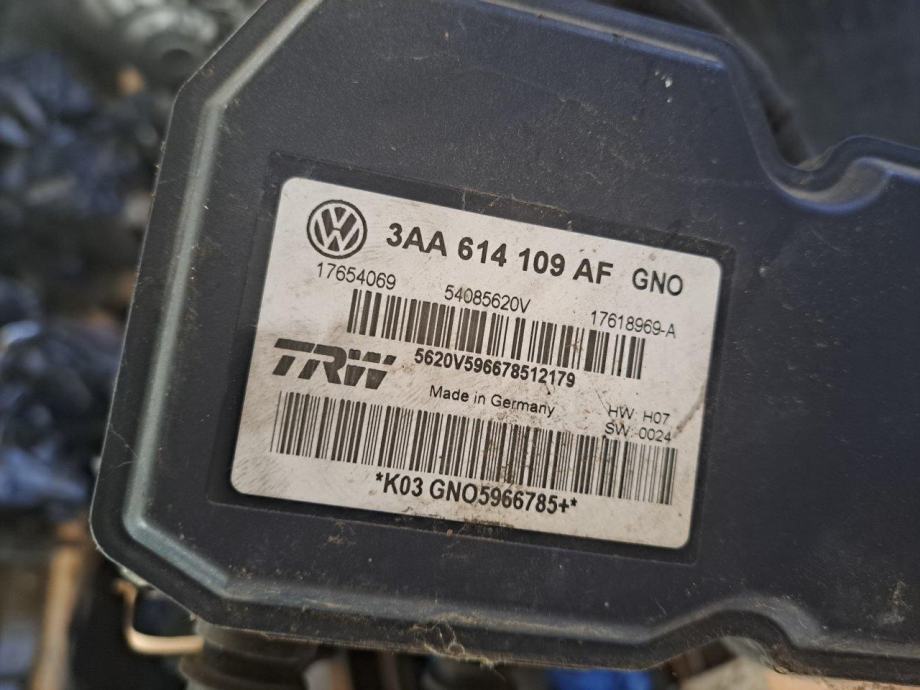 3AA 614 109 AF GNO
17654069 54085620V 17618969-A
5620V596678512179
TRW
Made in Germany HW: H07
SW: 0024
*K03 GNO5966785+*